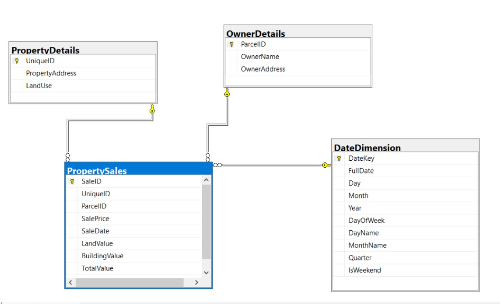 PropertyDetails
UniqueID
PropertyAddress
LandUse
OwnerDetails
ParcelID
OwnerName
OwnerAddress
PropertySales
SaleID
UniqueID
ParcelID
SalePrice
SaleDate
LandValue
BuildingValue
TotalValue
DateDimension
DateKey
FullDate
Day
Month
Year
DayOfWeek
DayName
MonthName
Quarter
IsWeekend